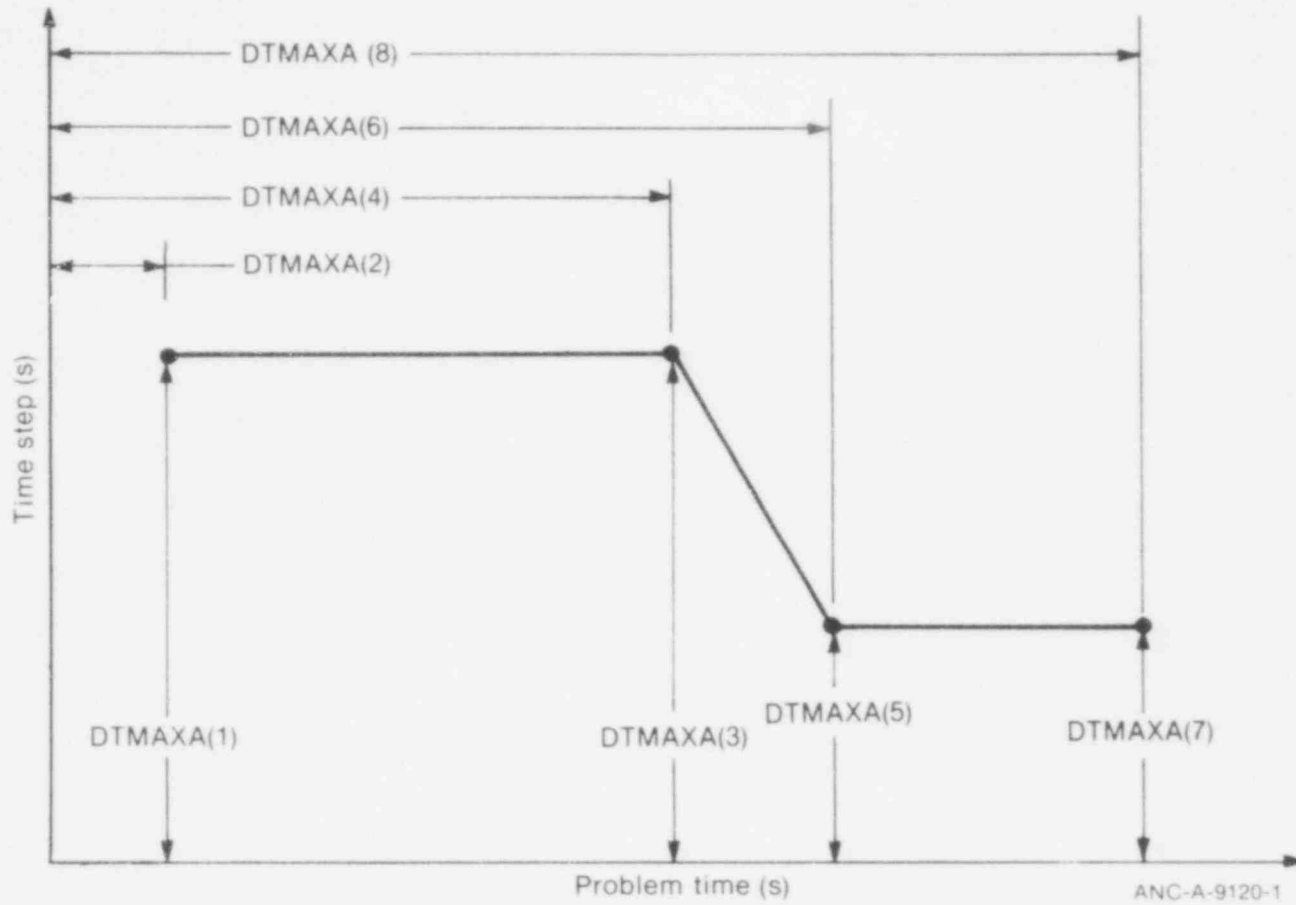 DTMAXA (8)
DTMAXA(6)
DTMAXA(4)
DTMAXA(2)
Time step (s)
DTMAXA(1)
DTMAXA(3)
DTMAXA(5)
DTMAXA(7)
Problem time (s)
ANC-A-9120-1